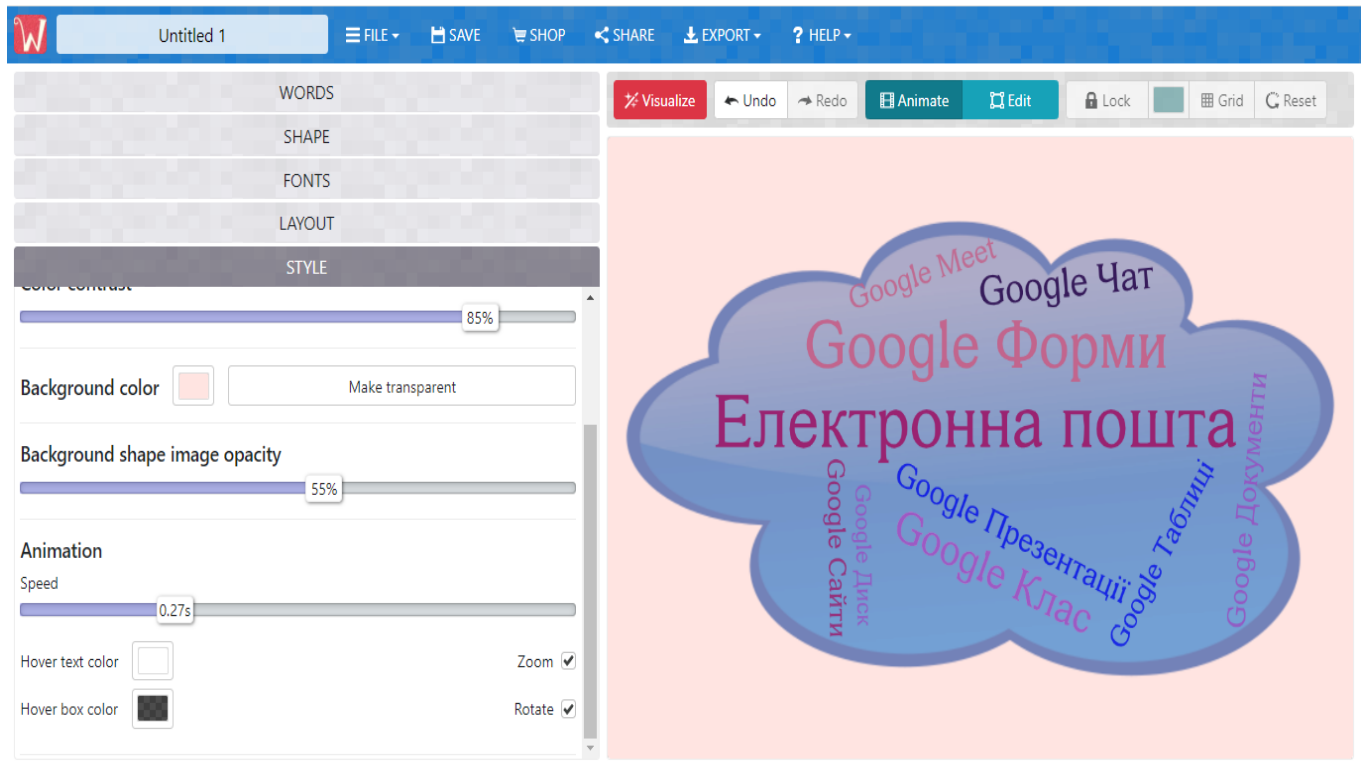 W Untitled 1 FILE SAVE SHOP SHARE EXPORT ? HELP
WORDS
SHAPE
FONTS
LAYOUT
STYLE
Color contrast
85%
Background color Make transparent
Background shape image opacity
55%
Animation
Speed
0.27s
Hover text color Zoom
Hover box color Rotate
Visualize Undo Redo Animate Edit Lock Grid Reset
Google Meet
Google Чат
Google Форми
Електронна пошта
Google Сайти
Google Диск
Google Презентації
Google Клас
Google Таблиці
Google Документи